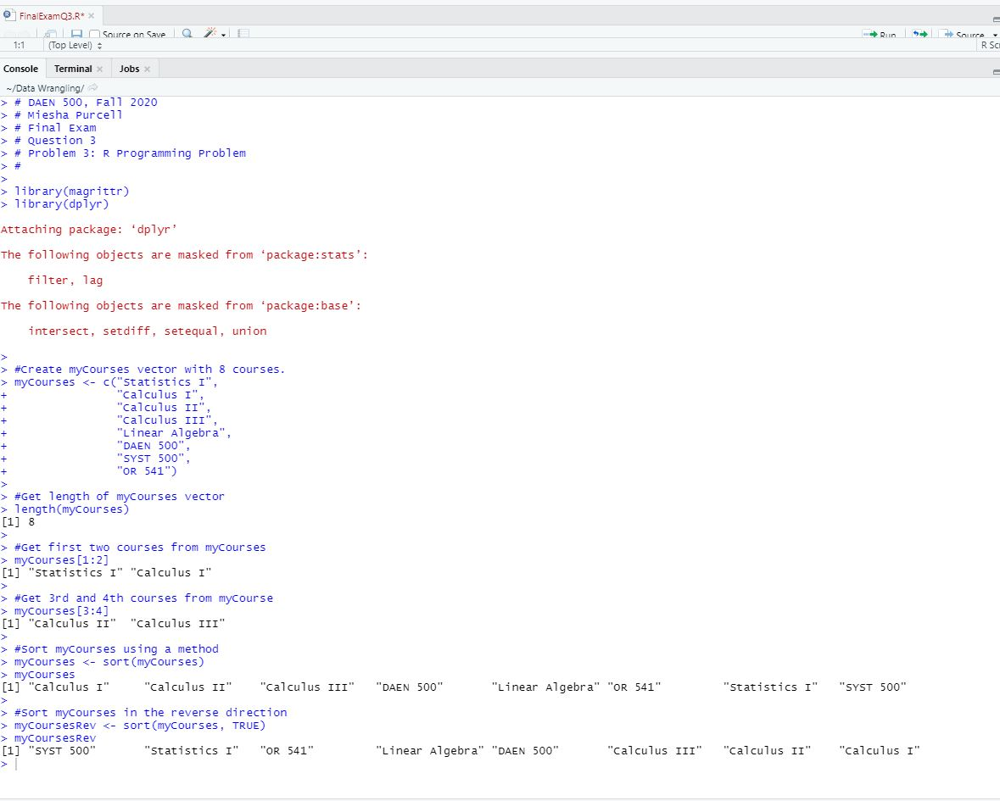 FinalExamQ3.R* ×
Source on Save Run Source
1:1 (Top Level) R Scr
Console Terminal × Jobs ×
~/Data Wrangling/
> # DAEN 500, Fall 2020
> # Miesha Purcell
> # Final Exam
> # Question 3
> # Problem 3: R Programming Problem
> #
>
> library(magrittr)
> library(dplyr)
Attaching package: ‘dplyr’
The following objects are masked from ‘package:stats’:
    filter, lag
The following objects are masked from ‘package:base’:
    intersect, setdiff, setequal, union
>
> #Create myCourses vector with 8 courses.
> myCourses <- c("Statistics I",
+                "Calculus I",
+                "Calculus II",
+                "Calculus III",
+                "Linear Algebra",
+                "DAEN 500",
+                "SYST 500",
+                "OR 541")
>
> #Get length of myCourses vector
> length(myCourses)
[1] 8
>
> #Get first two courses from myCourses
> myCourses[1:2]
[1] "Statistics I" "Calculus I"
>
> #Get 3rd and 4th courses from myCourse
> myCourses[3:4]
[1] "Calculus II"  "Calculus III"
>
> #Sort myCourses using a method
> myCourses <- sort(myCourses)
> myCourses
[1] "Calculus I"     "Calculus II"    "Calculus III"   "DAEN 500"       "Linear Algebra" "OR 541"         "Statistics I"   "SYST 500"
>
> #Sort myCourses in the reverse direction
> myCoursesRev <- sort(myCourses, TRUE)
> myCoursesRev
[1] "SYST 500"       "Statistics I"   "OR 541"         "Linear Algebra" "DAEN 500"       "Calculus III"   "Calculus II"    "Calculus I"
>